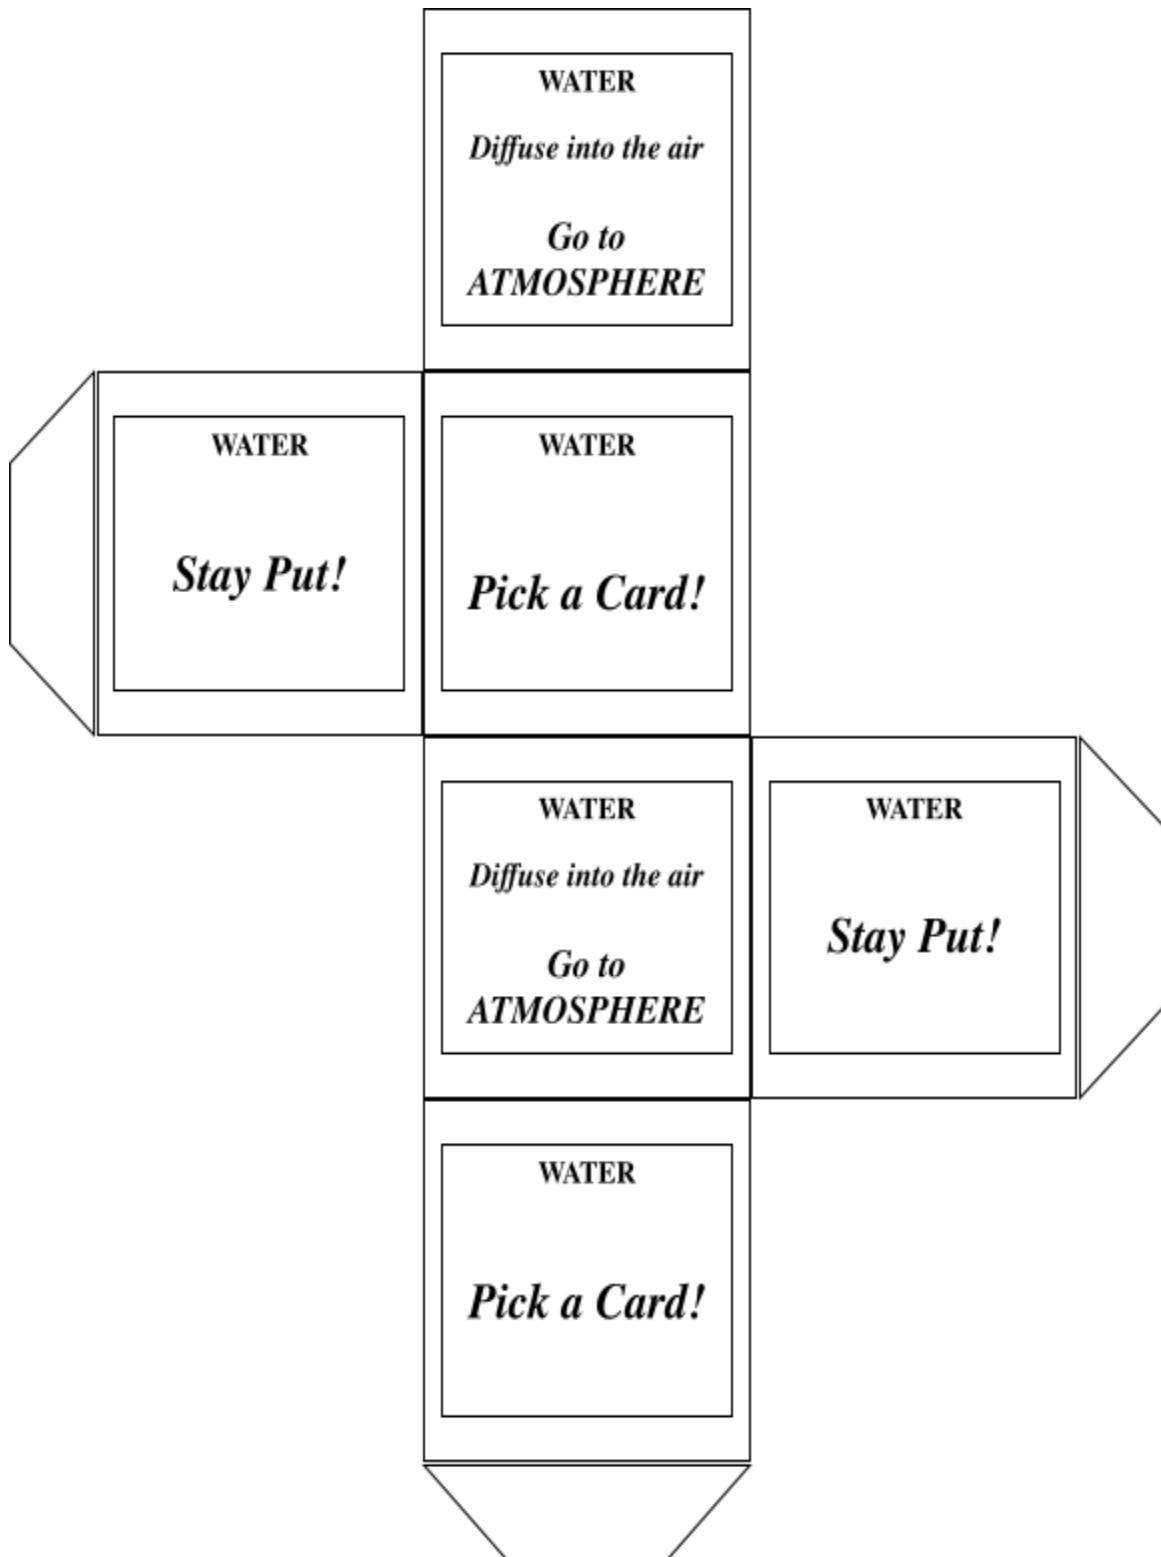 WATER
Diffuse into the air
Go to
ATMOSPHERE
WATER
Stay Put!
WATER
Pick a Card!
WATER
Diffuse into the air
Go to
ATMOSPHERE
WATER
Stay Put!
WATER
Pick a Card!